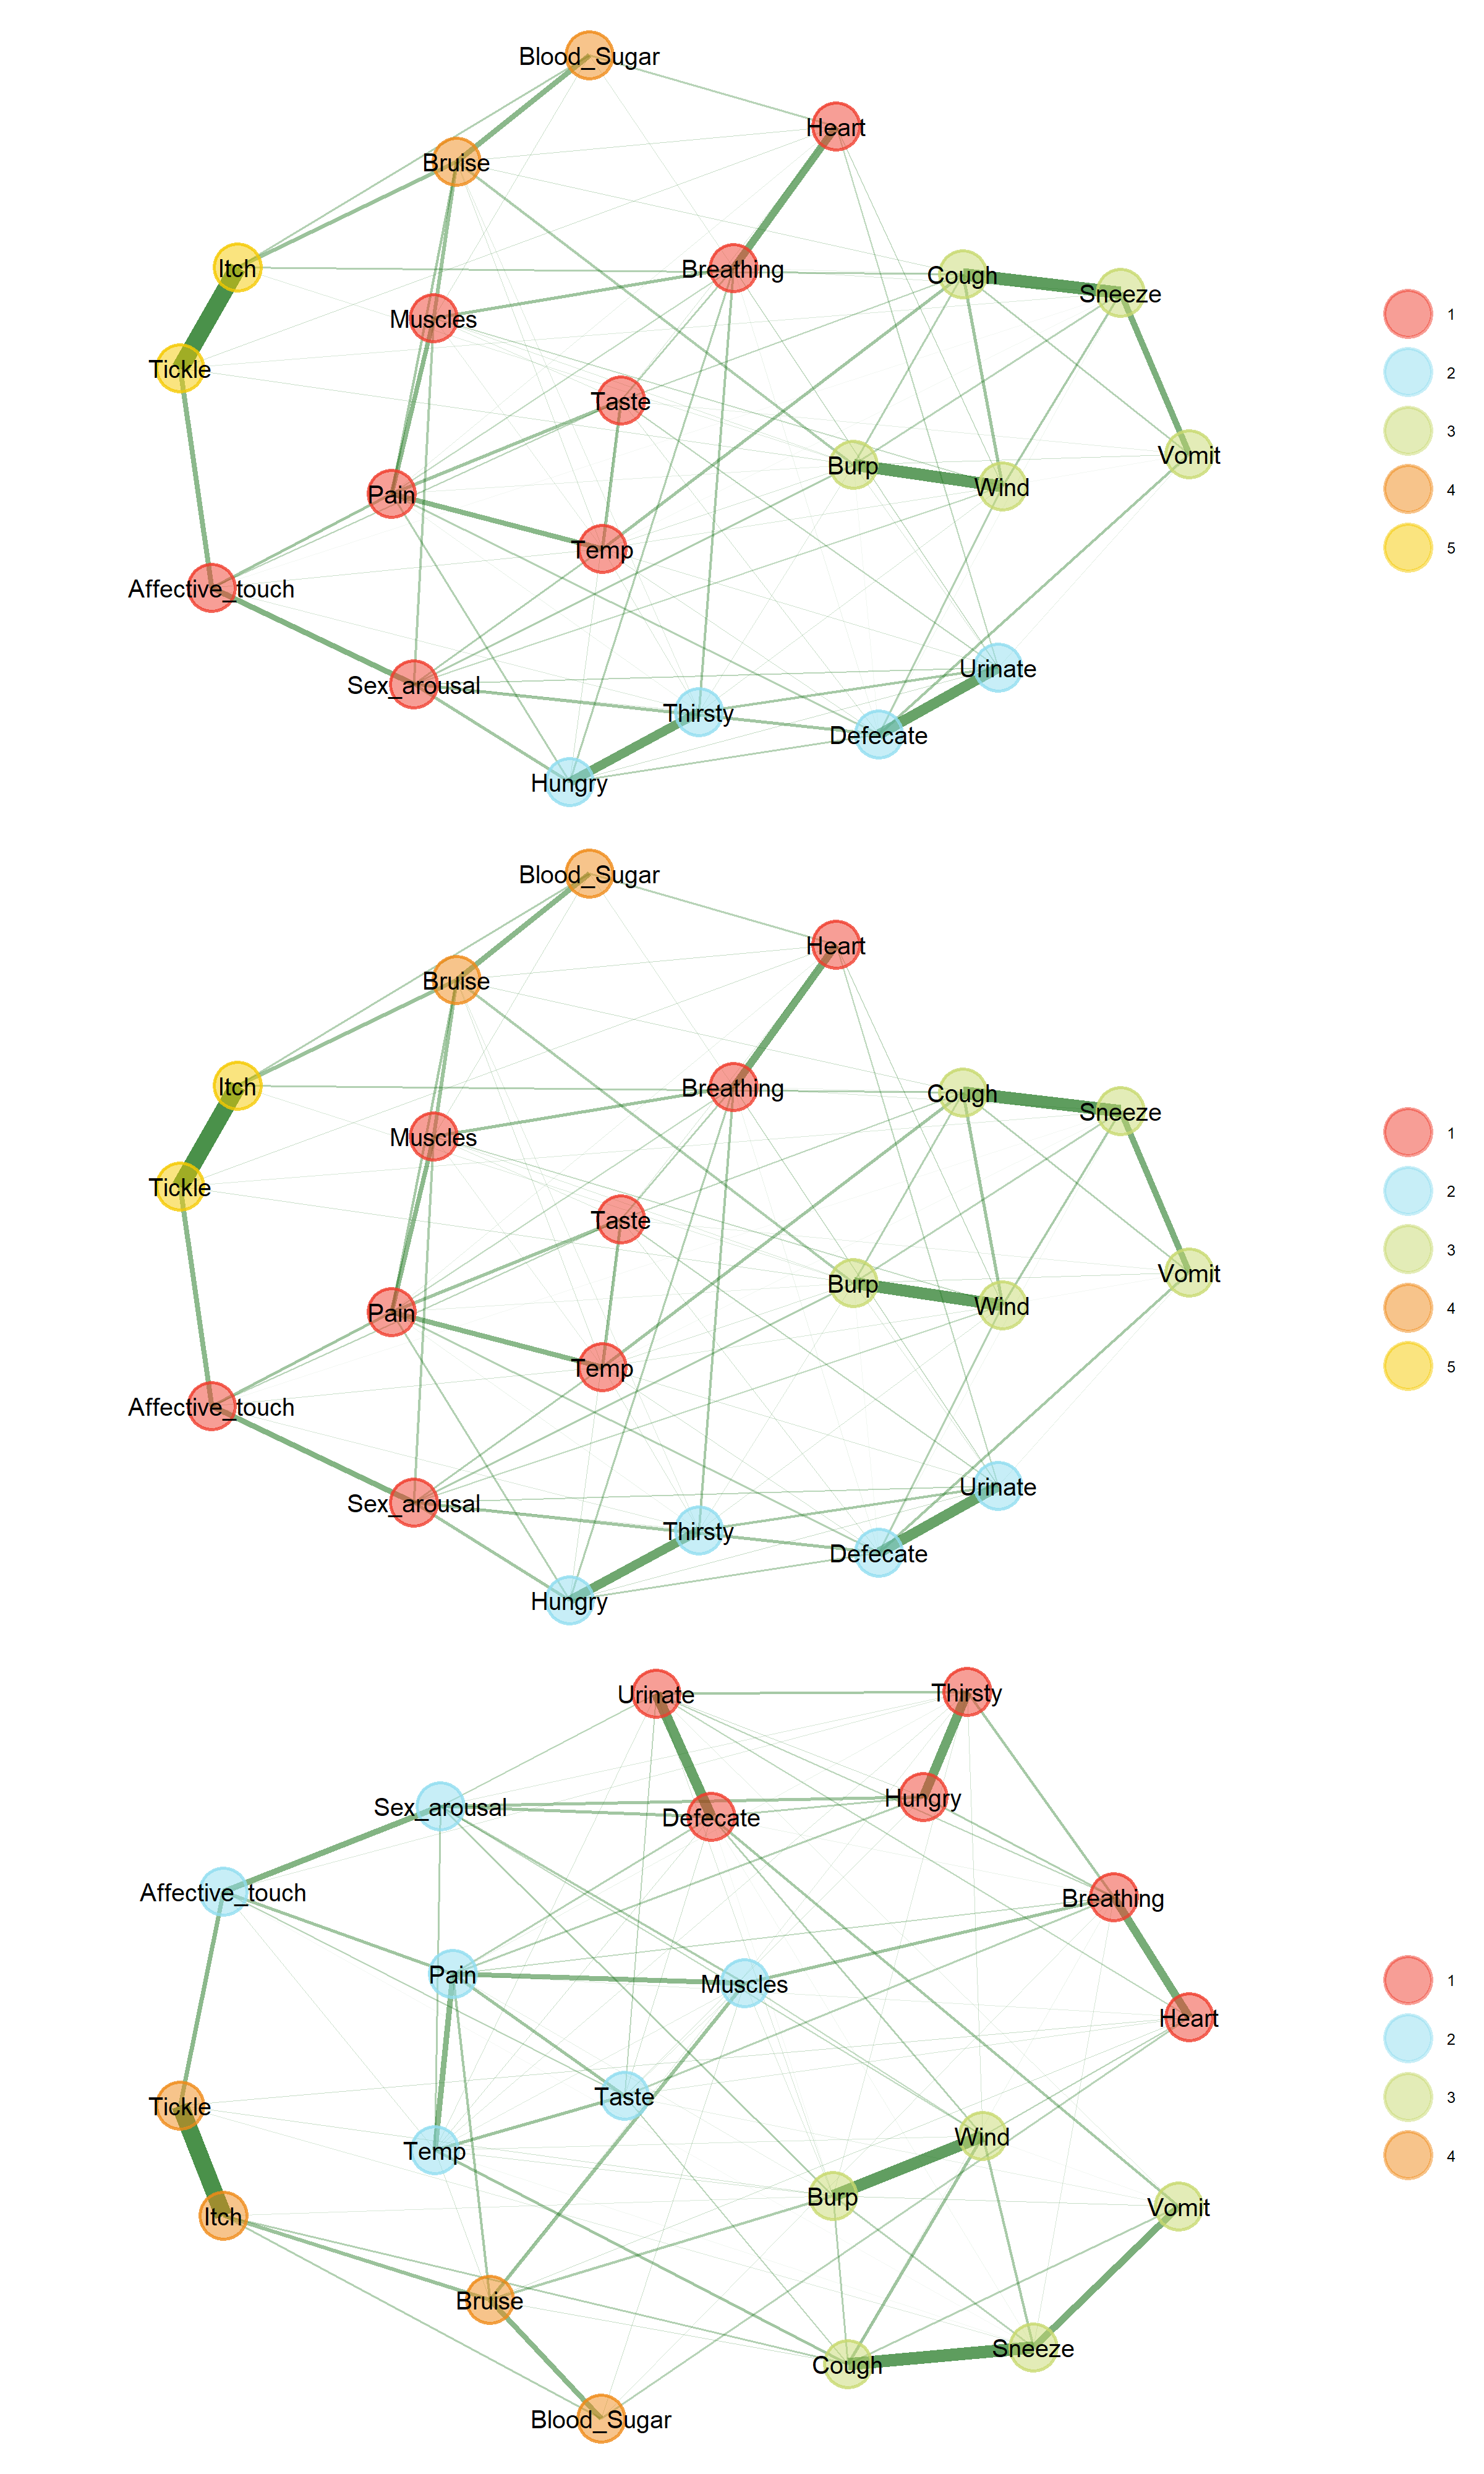 Blood_Sugar
Heart
Bruise
Itch
Breathing
Cough
Sneeze
Muscles
Tickle
Taste
Vomit
Burp
Wind
Pain
Temp
Affective_touch
Urinate
Sex_arousal
Thirsty
Defecate
Hungry
1
2
3
4
5
Blood_Sugar
Heart
Bruise
Itch
Breathing
Cough
Sneeze
Muscles
Tickle
Taste
Vomit
Burp
Wind
Pain
Temp
Affective_touch
Urinate
Sex_arousal
Thirsty
Defecate
Hungry
1
2
3
4
5
Urinate
Thirsty
Hungry
Sex_arousal
Defecate
Affective_touch
Breathing
Pain
Muscles
Heart
Taste
Tickle
Wind
Temp
Burp
Vomit
Itch
Bruise
Sneeze
Cough
Blood_Sugar
1
2
3
4